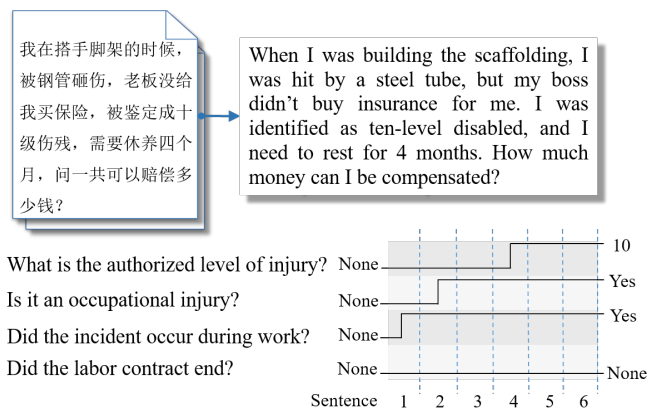 我在搭手脚架的时候，
被钢管砸伤，老板没给
我买保险，被鉴定成十
级伤残，需要休养四个
月，问一共可以赔偿多
少钱？
When I was building the scaffolding, I
was hit by a steel tube, but my boss
didn’t buy insurance for me. I was
identified as ten-level disabled, and I
need to rest for 4 months. How much
money can I be compensated?
What is the authorized level of injury? None 10
Is it an occupational injury? None Yes
Did the incident occur during work? None Yes
Did the labor contract end? None None
Sentence 1 2 3 4 5 6